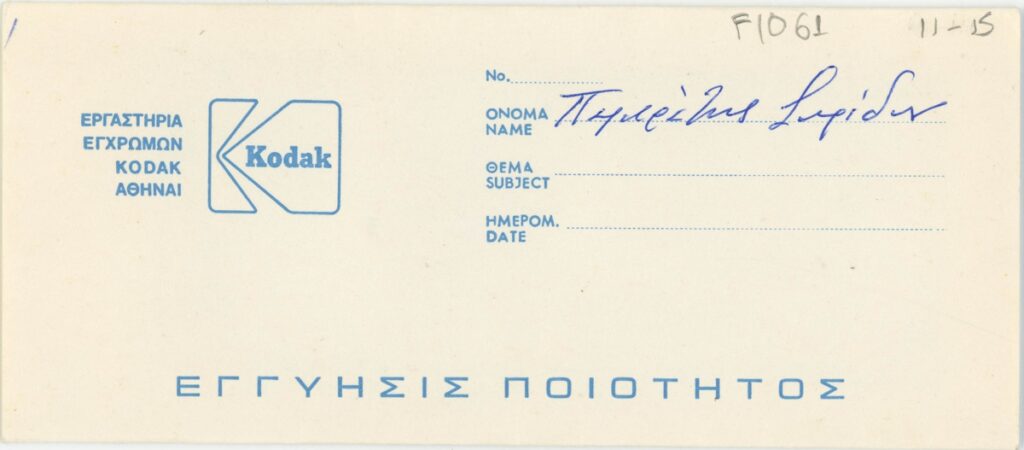 F1061 11-15
ΕΡΓΑΣΤΗΡΙΑ
ΕΓΧΡΩΜΩΝ
KODAK
ΑΘΗΝΑΙ
Kodak
No.
ΟΝΟΜΑ
NAME
ΘΕΜΑ
SUBJECT
ΗΜΕΡΟΜ.
DATE
ΕΓΓΥΗΣΙΣ ΠΟΙΟΤΗΤΟΣ